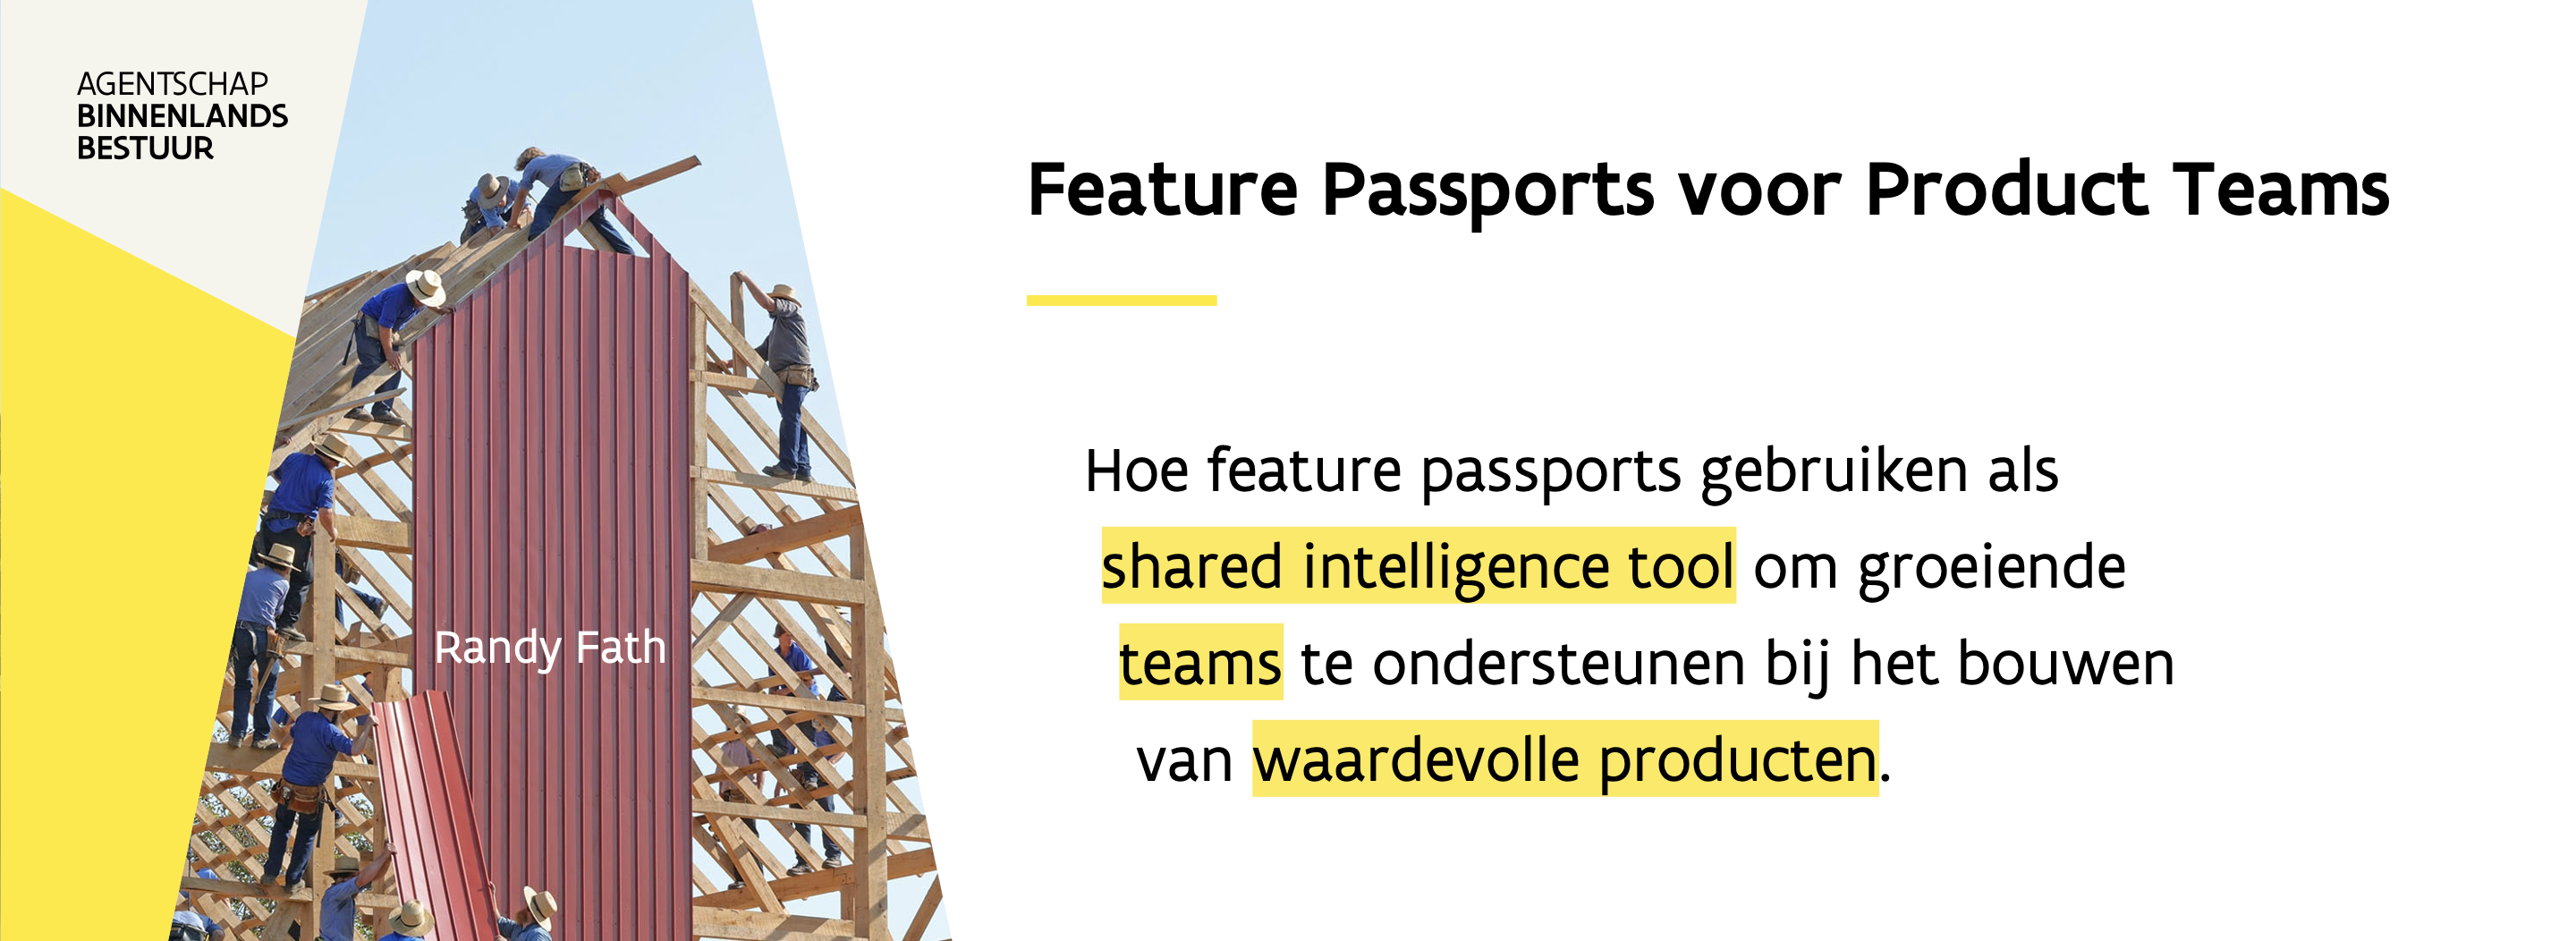 AGENTSCHAP
BINNENLANDS
BESTUUR
Randy Fath
Feature Passports voor Product Teams
Hoe feature passports gebruiken als
shared intelligence tool om groeiende
teams te ondersteunen bij het bouwen
van waardevolle producten.